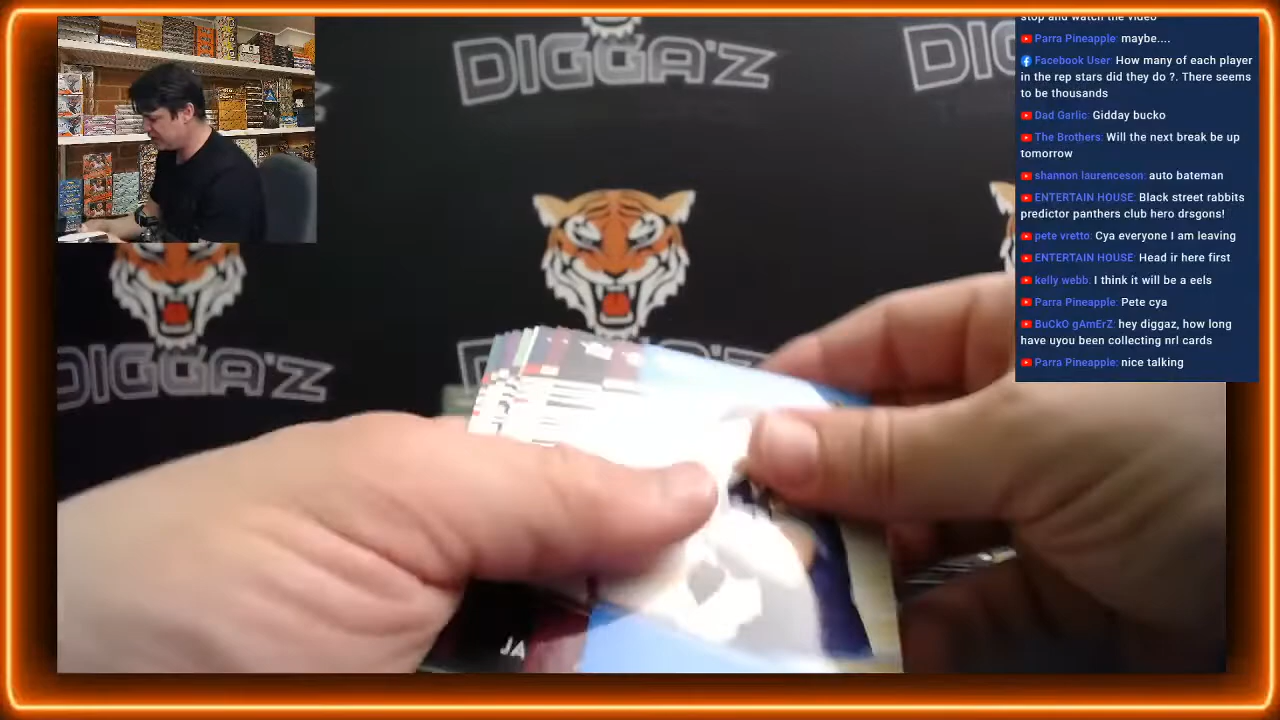 DIGGA'Z
DIGG
stop and watch the video
Parra Pineapple: maybe....
Facebook User: How many of each player
in the rep stars did they do ?. There seems
to be thousands
Dad Garlic: Gidday bucko
The Brothers: Will the next break be up
tomorrow
shannon laurenceson: auto bateman
ENTERTAIN HOUSE: Black street rabbits
predictor panthers club hero drsgons!
pete vretto: Cya everyone I am leaving
ENTERTAIN HOUSE: Head ir here first
kelly webb: I think it will be a eels
Parra Pineapple: Pete cya
BuCkO gAmErZ: hey diggaz, how long
have uyou been collecting nrl cards
Parra Pineapple: nice talking
DIGGA'Z
JA